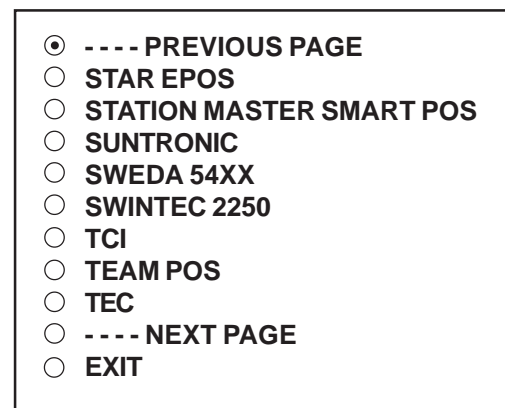 - - - - PREVIOUS PAGE
STAR EPOS
STATION MASTER SMART POS
SUNTRONIC
SWEDA 54XX
SWINTEC 2250
TCI
TEAM POS
TEC
- - - - NEXT PAGE
EXIT